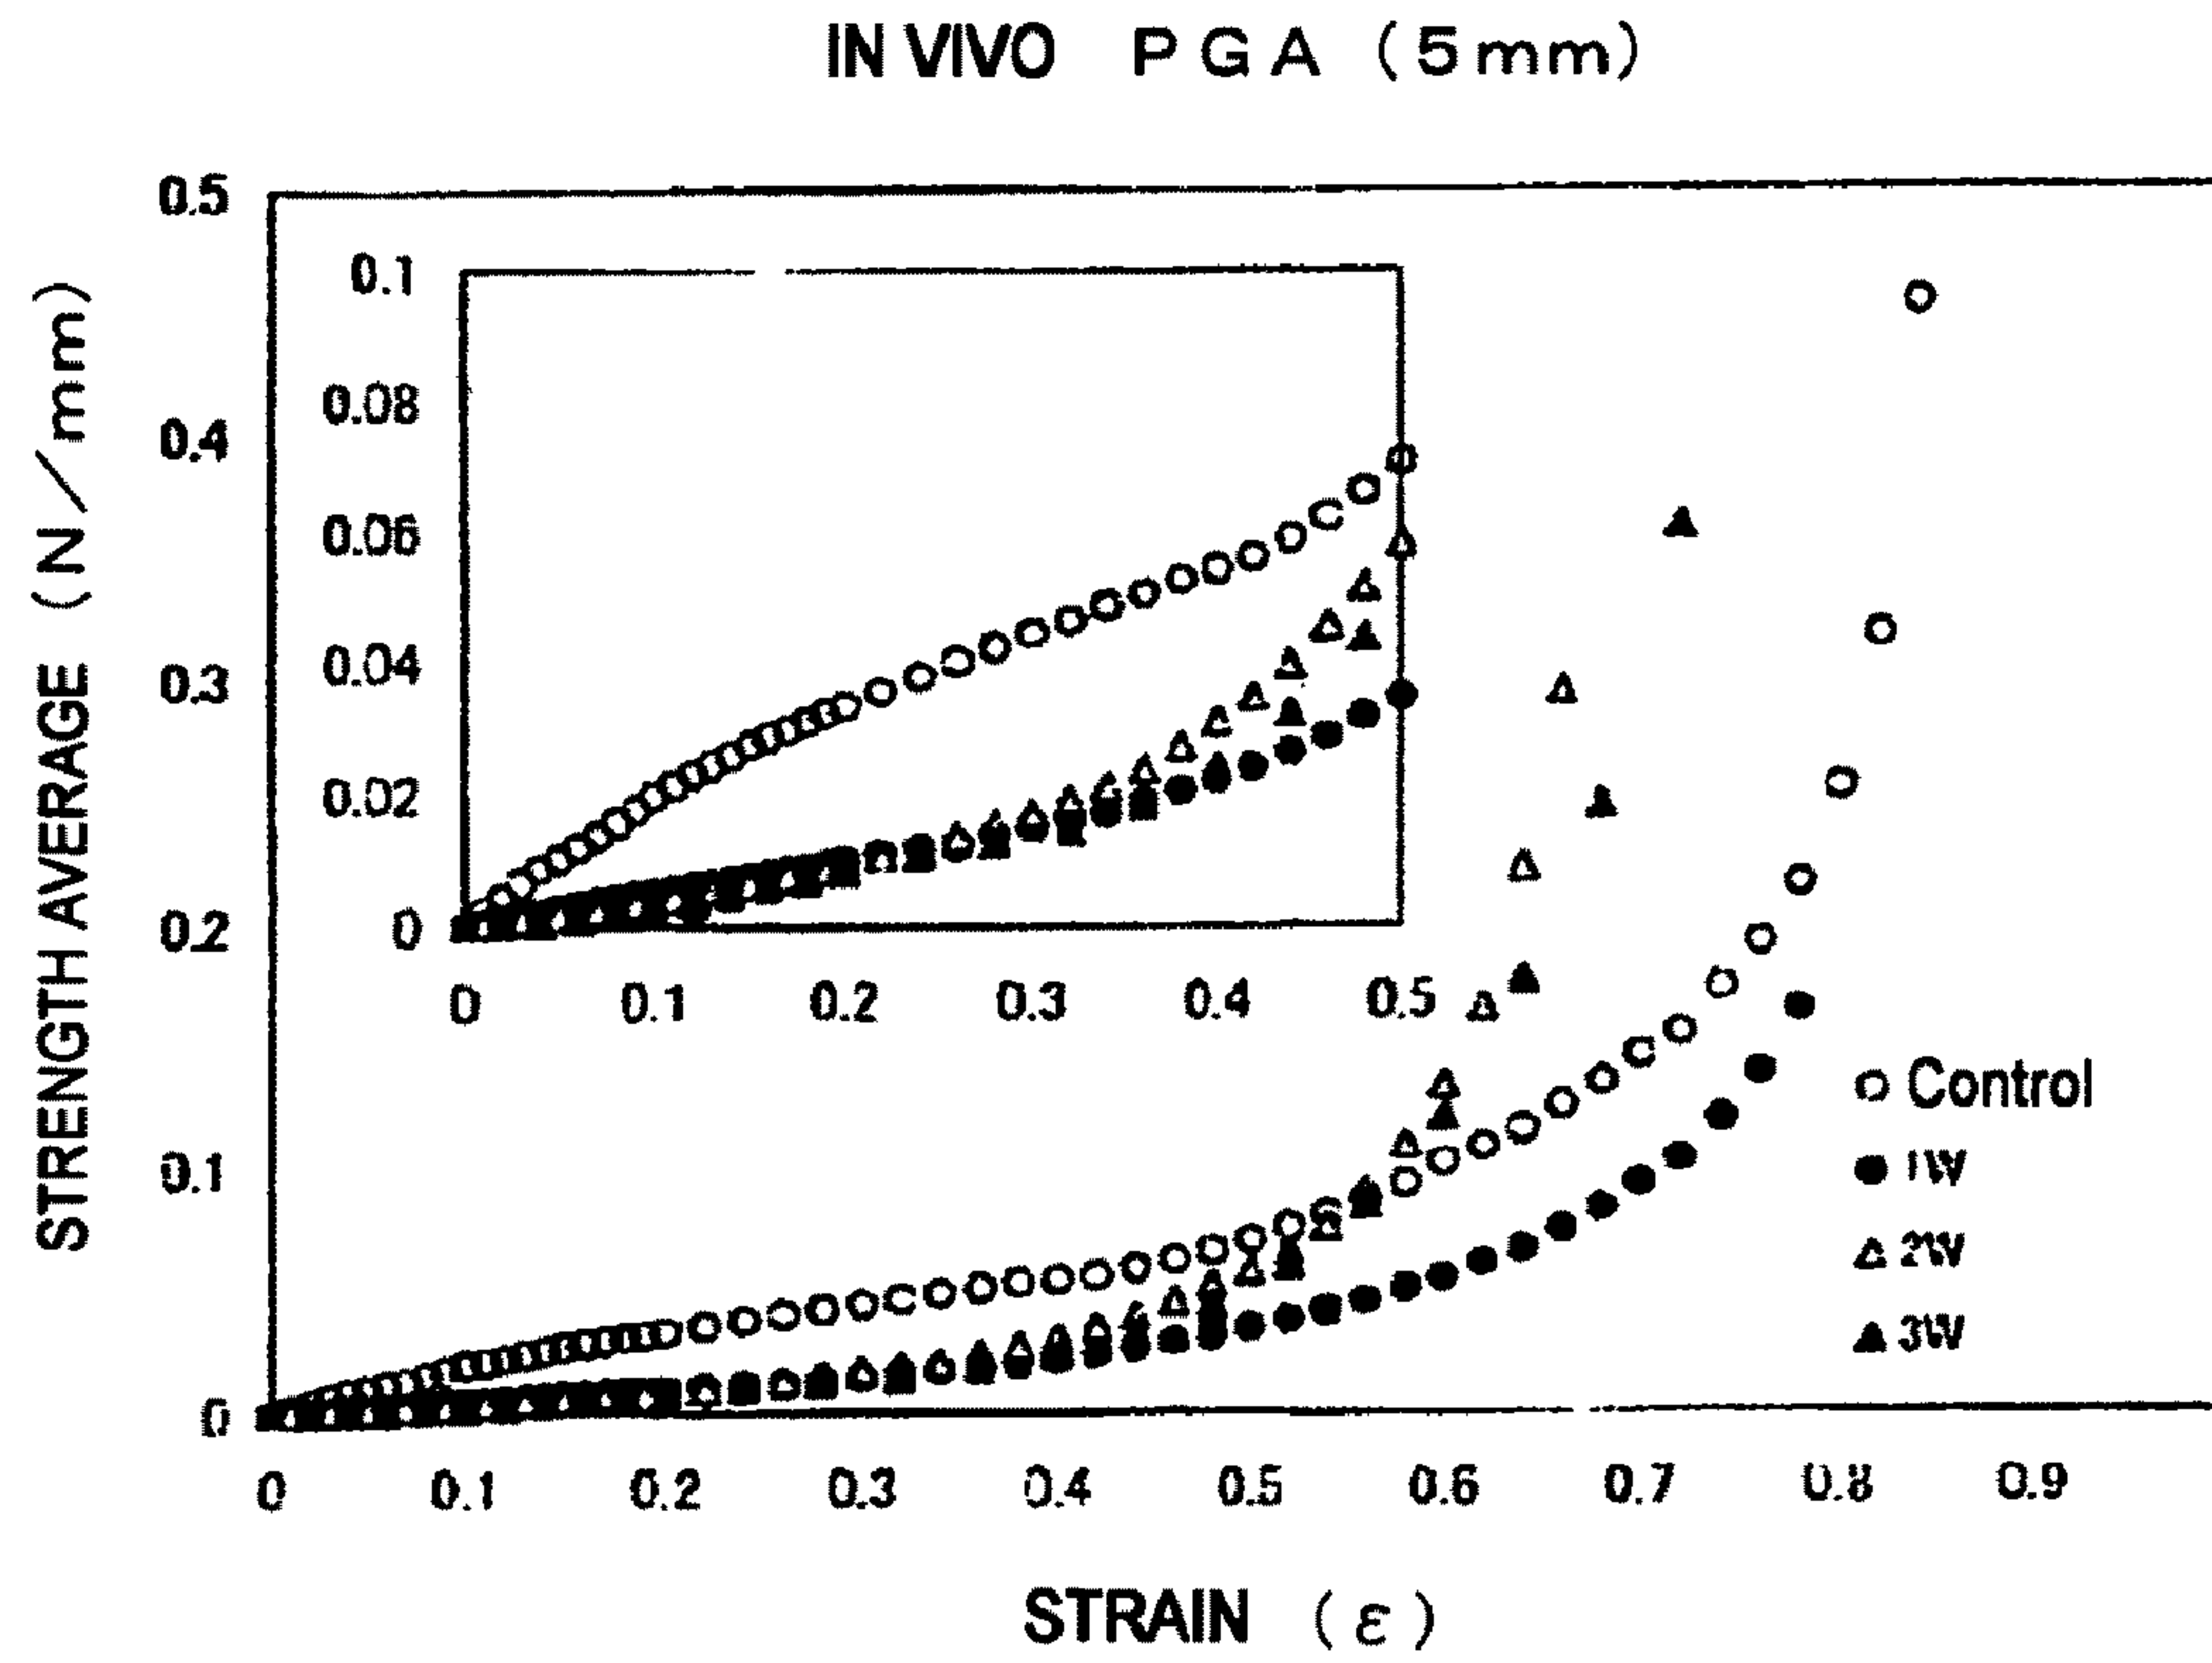 IN VIVO PGA (5mm)
STRENGTH AVERAGE (N/mm)
0.5
0.4
0.3
0.2
0.1
0
0.1
0.08
0.06
0.04
0.02
0
0 0.1 0.2 0.3 0.4 0.5
Control
1W
2W
3W
0 0.1 0.2 0.3 0.4 0.5 0.6 0.7 0.8 0.9
STRAIN (ε)